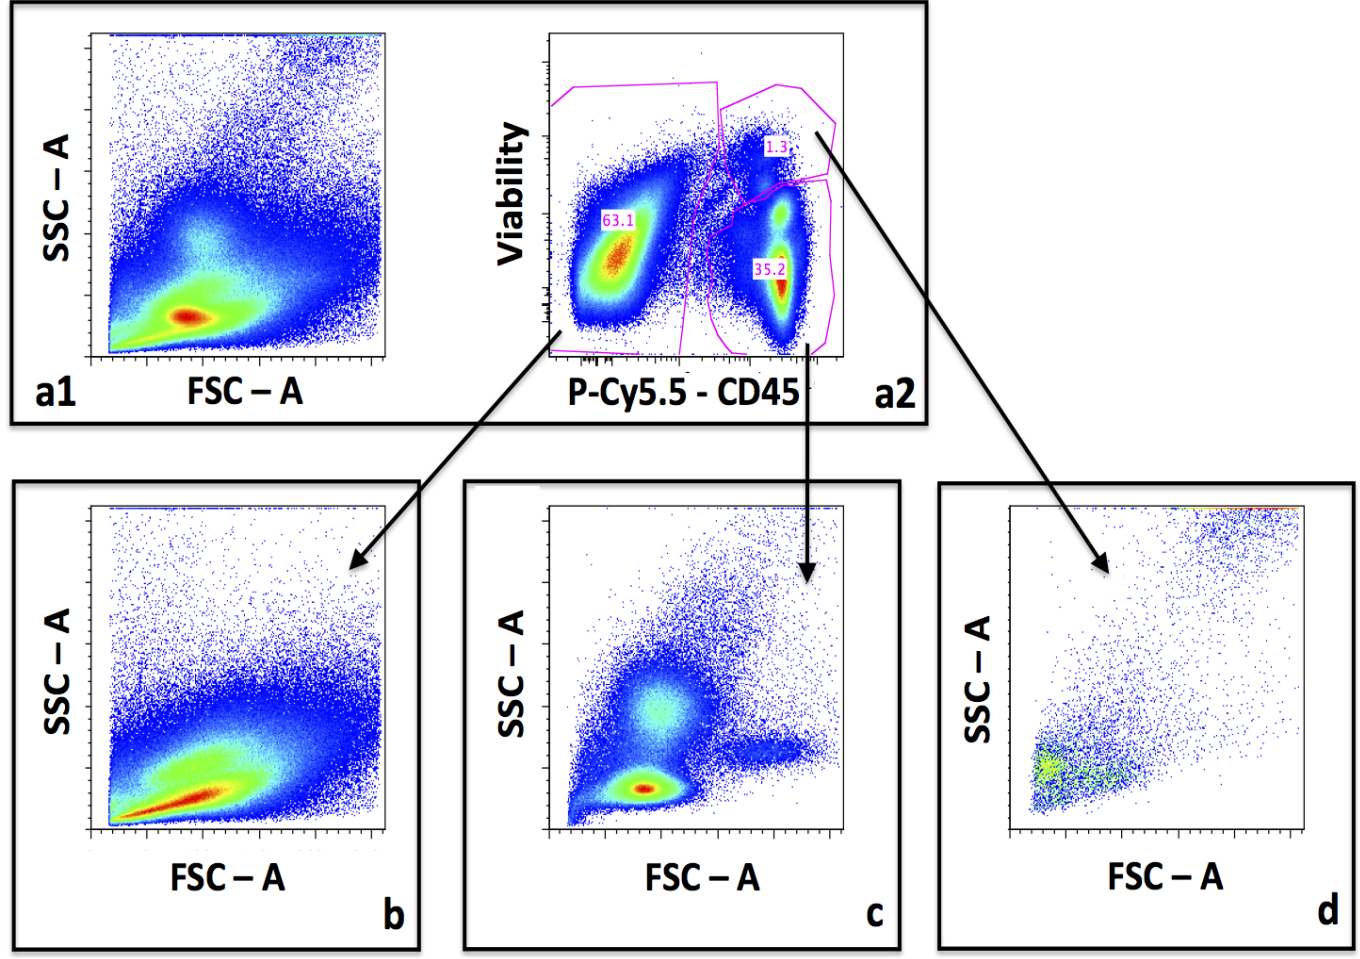 SSC – A
FSC – A
a1
Viability
1.3
63.1
35.2
P-Cy5.5 - CD45
a2
SSC – A
FSC – A
b
SSC – A
FSC – A
c
SSC – A
FSC – A
d